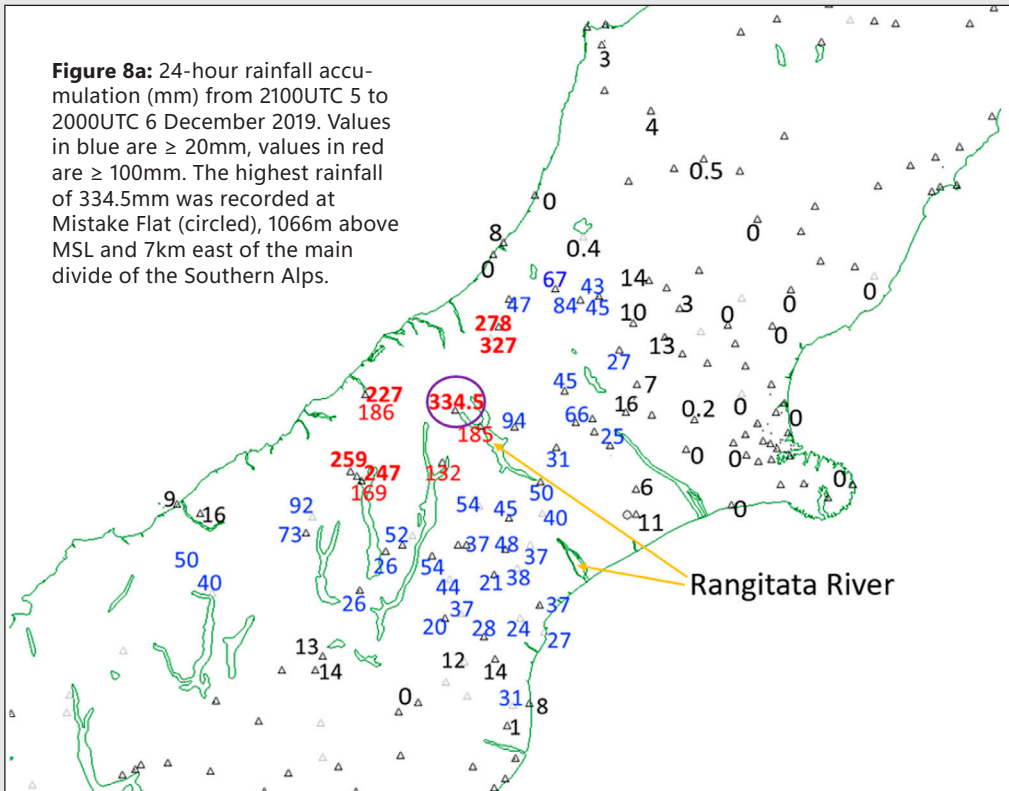 Figure 8a: 24-hour rainfall accu-
mulation (mm) from 2100UTC 5 to
2000UTC 6 December 2019. Values
in blue are ≥ 20mm, values in red
are ≥ 100mm. The highest rainfall
of 334.5mm was recorded at
Mistake Flat (circled), 1066m above
MSL and 7km east of the main
divide of the Southern Alps.
3
4
0.5
0
8
0.4
0
0
67 43 14
0 0
47 84 45 10 3 0
278
327 13 0
27
45 7
227 334.5 16 0.2 0
186 66 0
185 94 25
31 0 0
259 247 132
169 50 6 0
9 16 92 54 45 40 11 0
73 52 37 48 37
50 26 54 21 38
40 44
26 37 37
20 28 24 27
Rangitata River
13 12 14
14
0 31 8
1